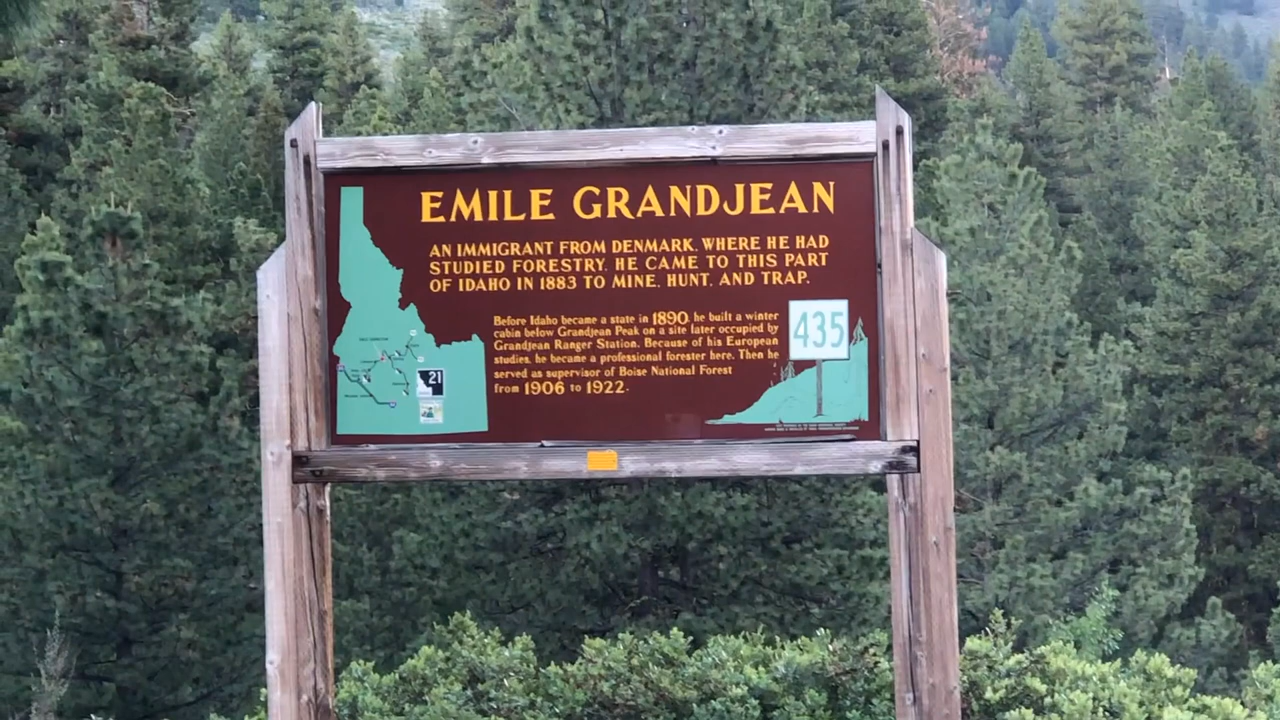 EMILE GRANDJEAN
AN IMMIGRANT FROM DENMARK, WHERE HE HAD
STUDIED FORESTRY, HE CAME TO THIS PART
OF IDAHO IN 1883 TO MINE, HUNT, AND TRAP.
Before Idaho became a state in 1890, he built a winter
cabin below Grandjean Peak on a site later occupied by
Grandjean Ranger Station. Because of his European
studies, he became a professional forester here. Then he
served as supervisor of Boise National Forest
from 1906 to 1922.
435
21